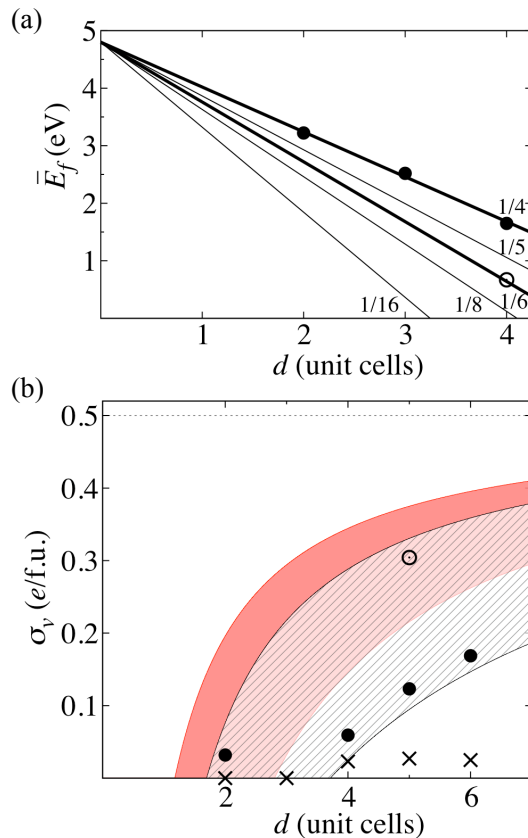 (a)
5
4
3
2
1
Ē_f (eV)
1/4
1/5
1/6
1/8
1/16
1 2 3 4
d (unit cells)
(b)
0.5
0.4
0.3
0.2
0.1
σ_v (e/f.u.)
2 4 6
d (unit cells)